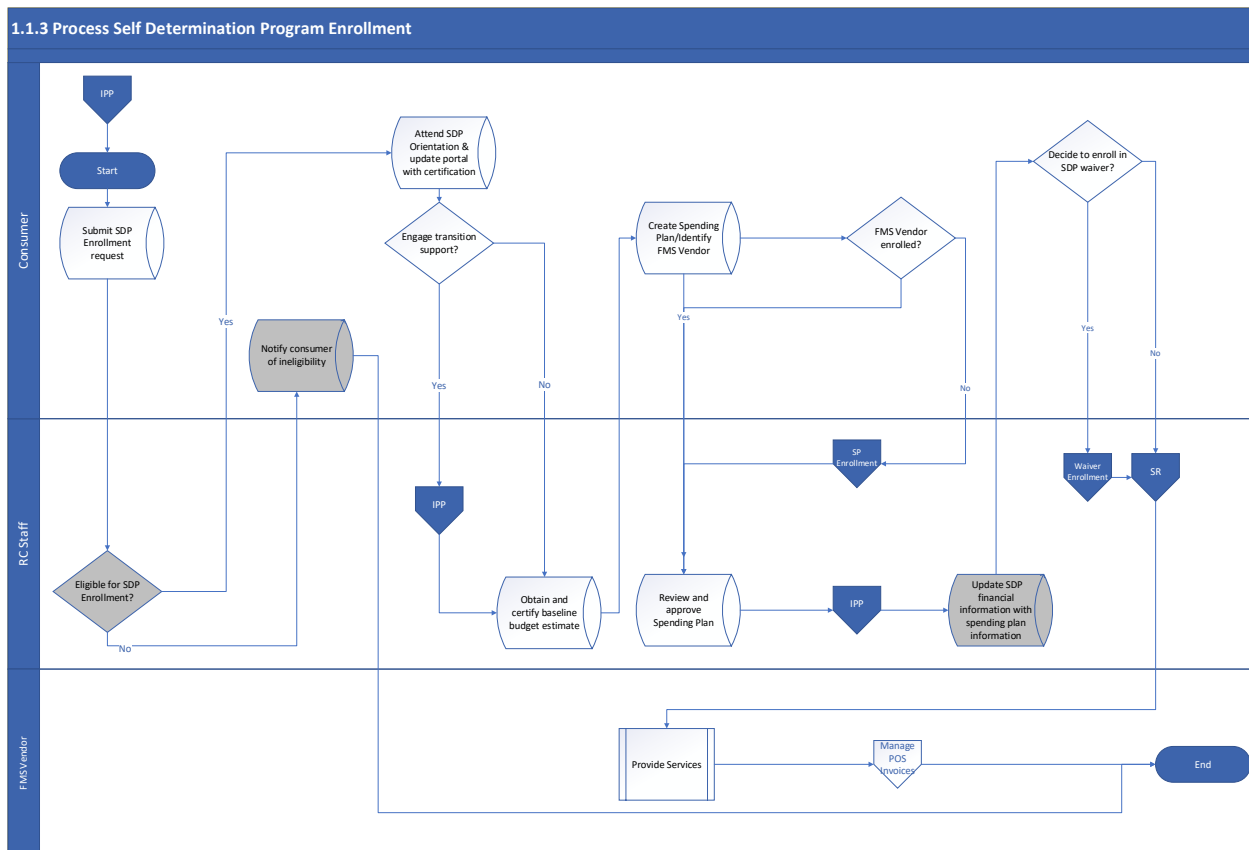 1.1.3 Process Self Determination Program Enrollment
Consumer
IPP
Start
Submit SDP
Enrollment
request
Yes
Notify consumer
of ineligibility
Attend SDP
Orientation &
update portal
with certification
Engage transition
support?
Yes
No
Create Spending
Plan/Identify
FMS Vendor
Yes
FMS Vendor
enrolled?
No
Decide to enroll in
SDP waiver?
Yes
No
RC Staff
Eligible for SDP
Enrollment?
No
IPP
Obtain and
certify baseline
budget estimate
Review and
approve
Spending Plan
SP
Enrollment
IPP
Update SDP
financial
information with
spending plan
information
Waiver
Enrollment
SR
FMS Vendor
Provide Services
Manage
POS
Invoices
End